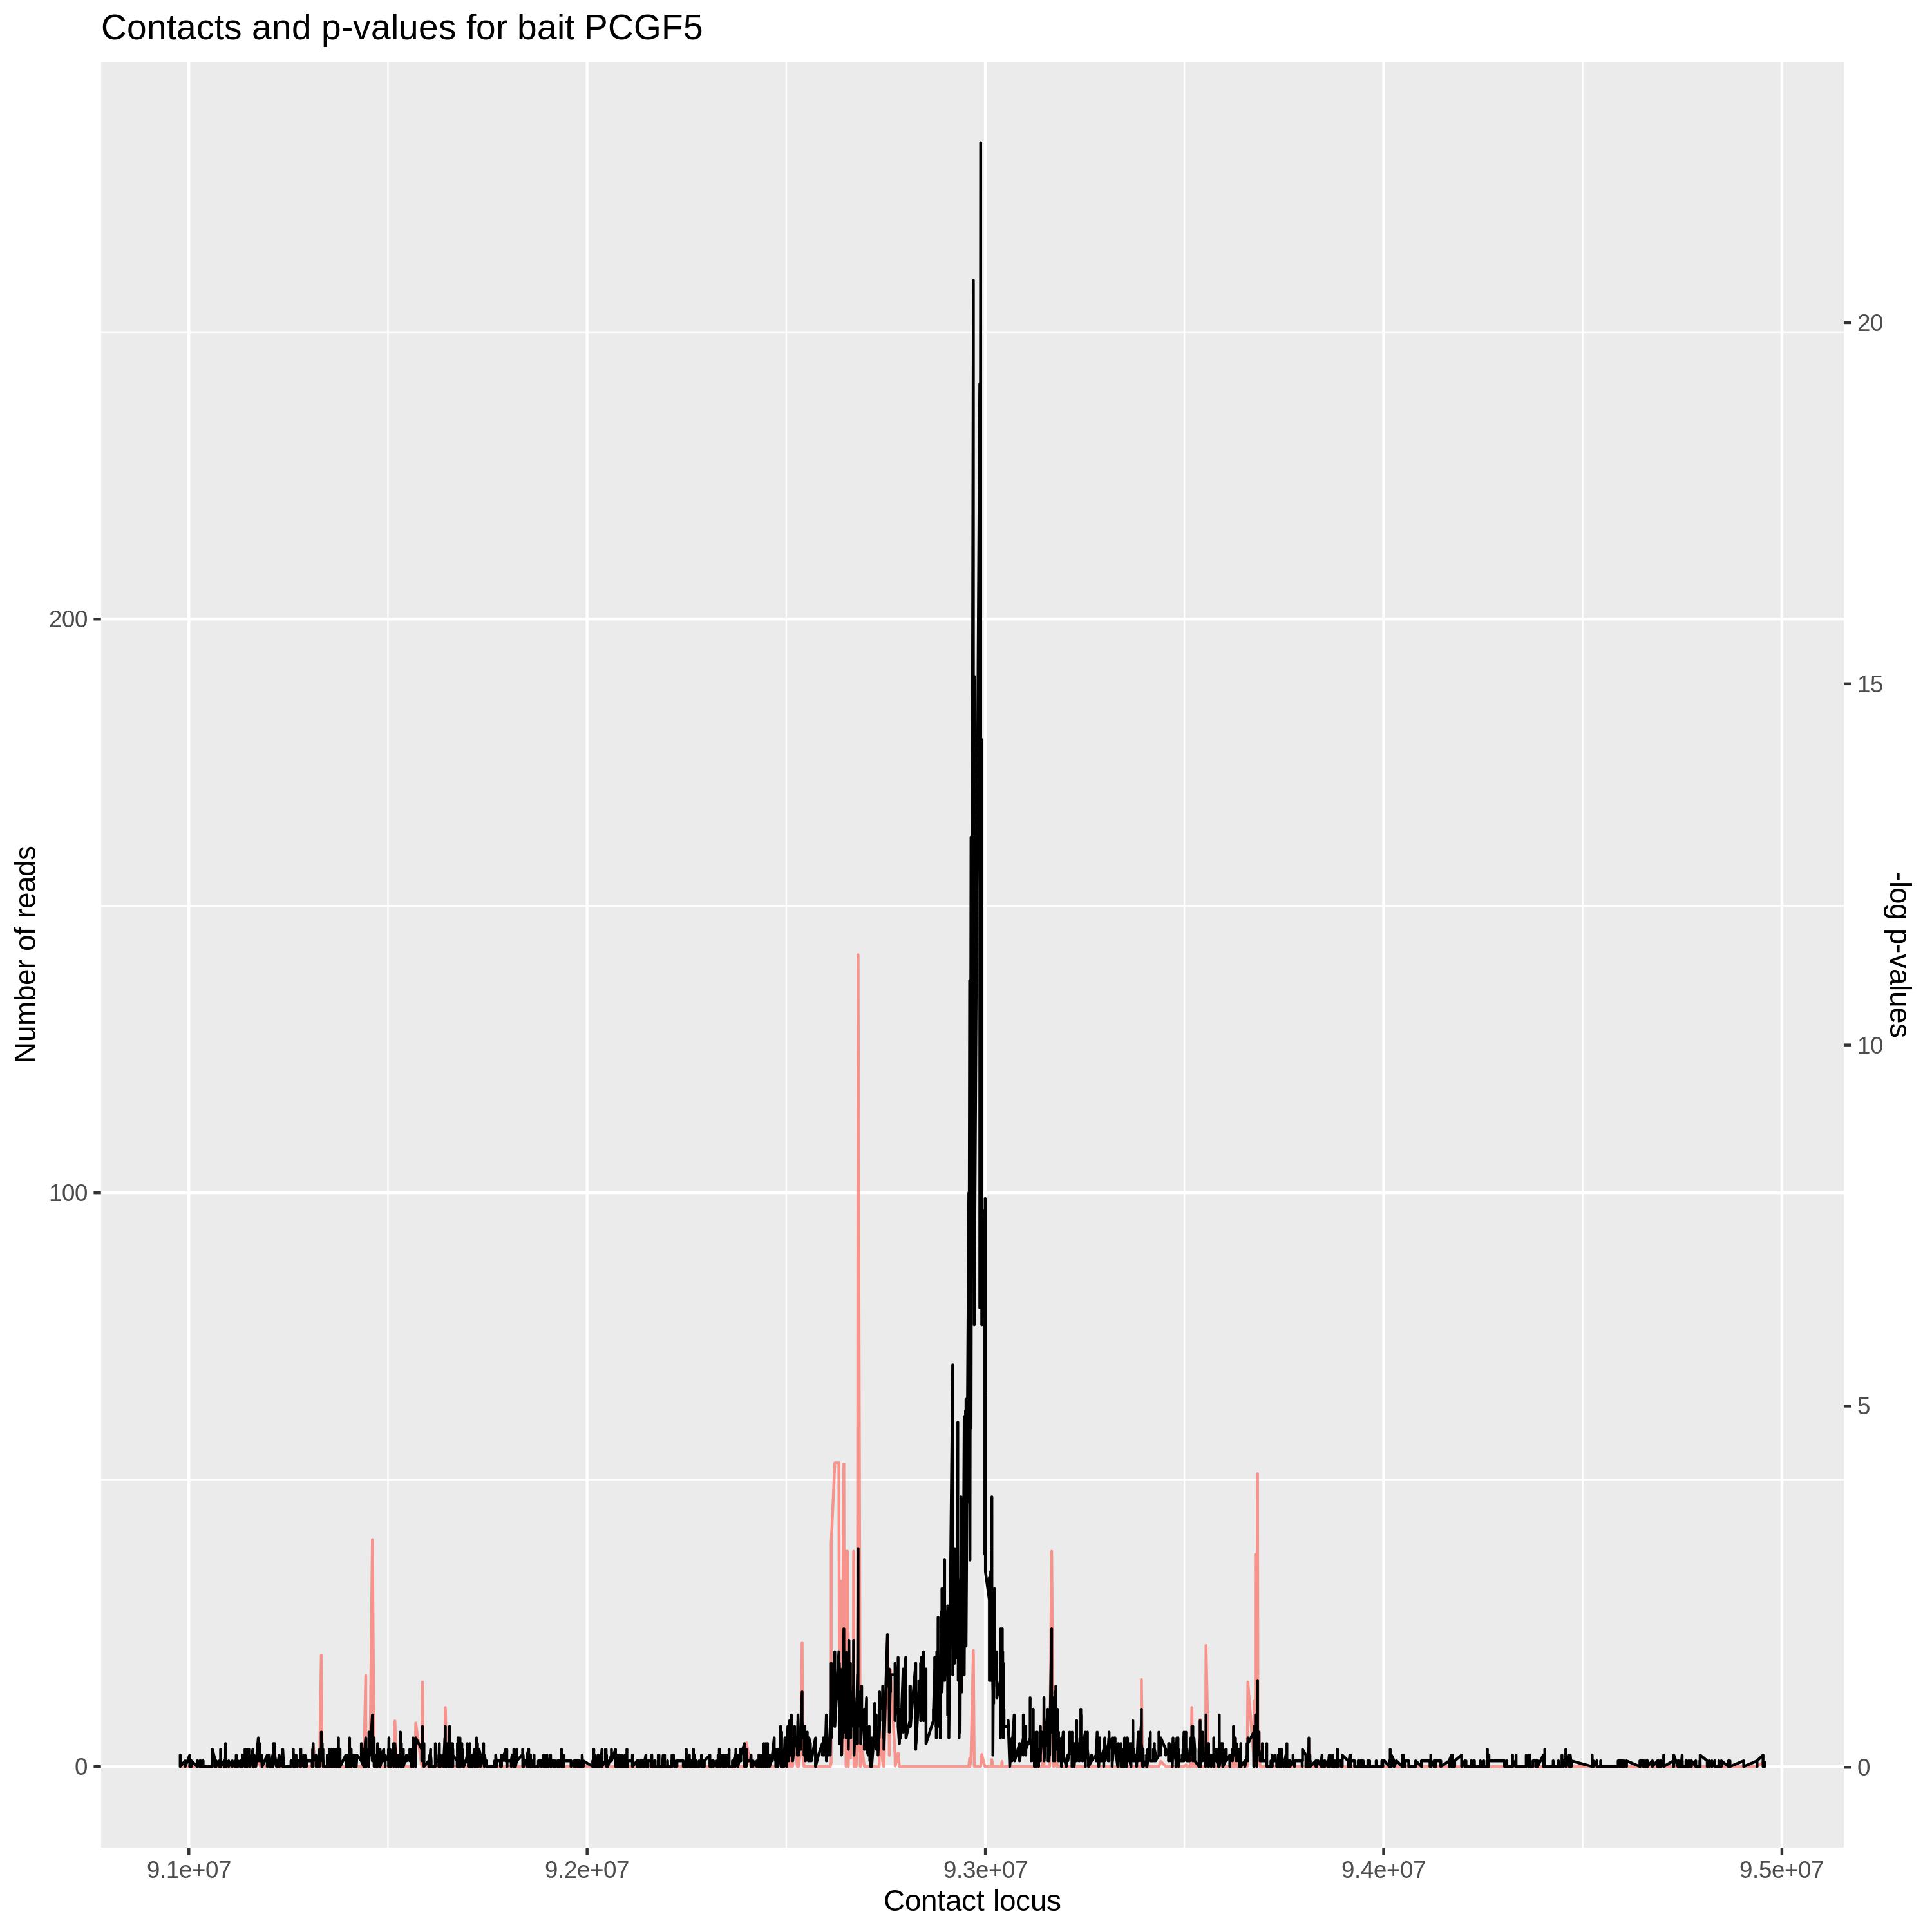 Contacts and p-values for bait PCGF5
Number of reads
200
100
0
20
15
10
5
0
-log p-values
9.1e+07
9.2e+07
9.3e+07
9.4e+07
9.5e+07
Contact locus